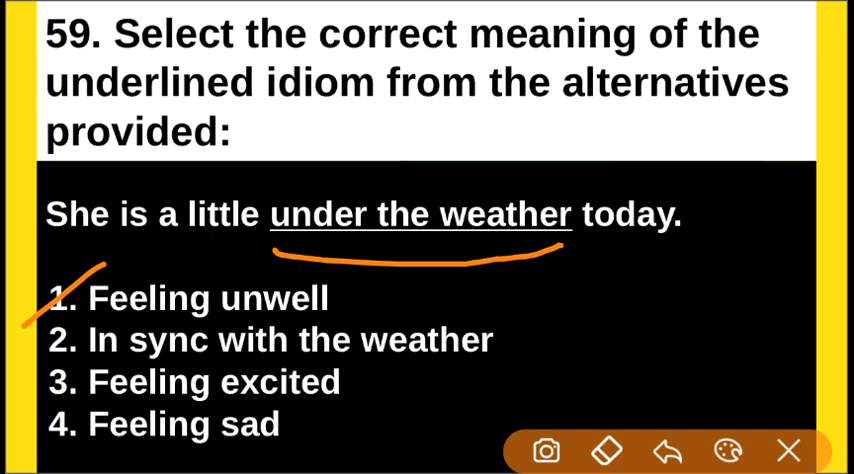 59. Select the correct meaning of the
underlined idiom from the alternatives
provided:
She is a little under the weather today.
1. Feeling unwell
2. In sync with the weather
3. Feeling excited
4. Feeling sad